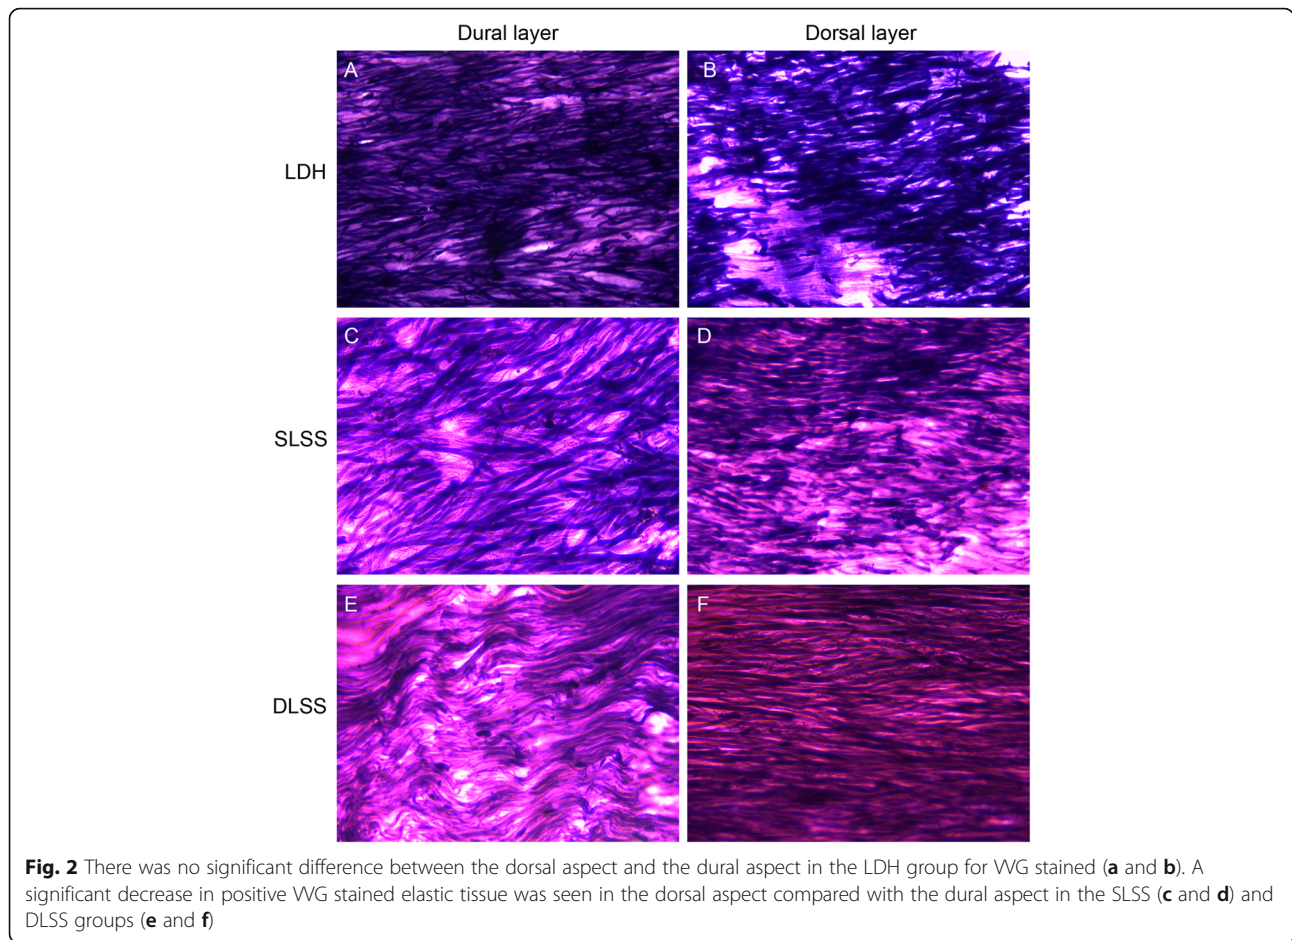 Dural layer
Dorsal layer
A
B
LDH
C
D
SLSS
E
F
DLSS
Fig. 2 There was no significant difference between the dorsal aspect and the dural aspect in the LDH group for VVG stained (a and b). A
significant decrease in positive VVG stained elastic tissue was seen in the dorsal aspect compared with the dural aspect in the SLSS (c and d) and
DLSS groups (e and f)